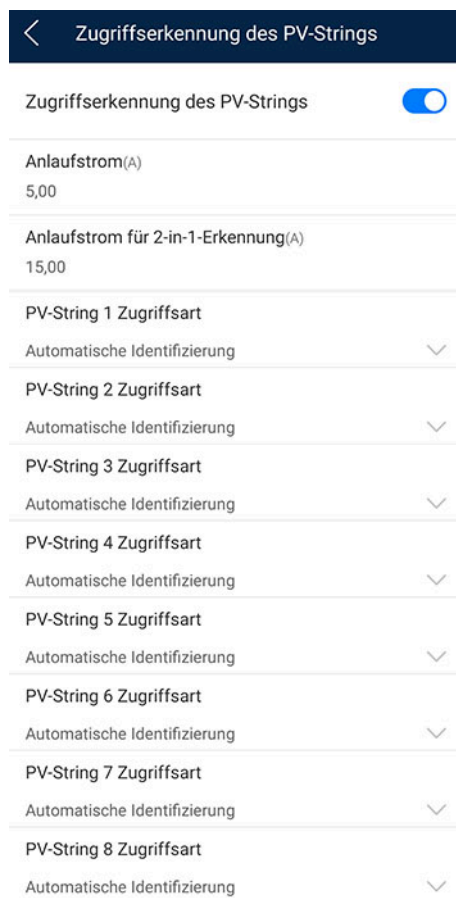 Zugriffserkennung des PV-Strings
Zugriffserkennung des PV-Strings
Anlaufstrom(A)
5,00
Anlaufstrom für 2-in-1-Erkennung(A)
15,00
PV-String 1 Zugriffsart
Automatische Identifizierung
PV-String 2 Zugriffsart
Automatische Identifizierung
PV-String 3 Zugriffsart
Automatische Identifizierung
PV-String 4 Zugriffsart
Automatische Identifizierung
PV-String 5 Zugriffsart
Automatische Identifizierung
PV-String 6 Zugriffsart
Automatische Identifizierung
PV-String 7 Zugriffsart
Automatische Identifizierung
PV-String 8 Zugriffsart
Automatische Identifizierung